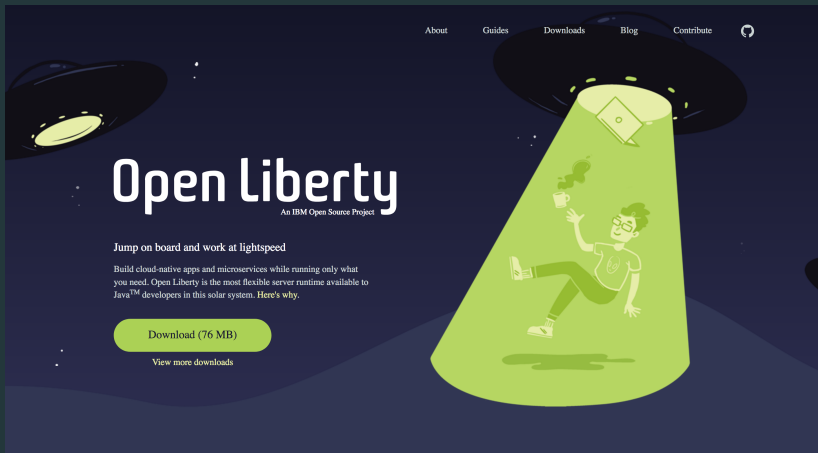 About Guides Downloads Blog Contribute
Open Liberty
An IBM Open Source Project
Jump on board and work at lightspeed
Build cloud-native apps and microservices while running only what
you need. Open Liberty is the most flexible server runtime available to
Java™ developers in this solar system. Here's why.
Download (76 MB)
View more downloads